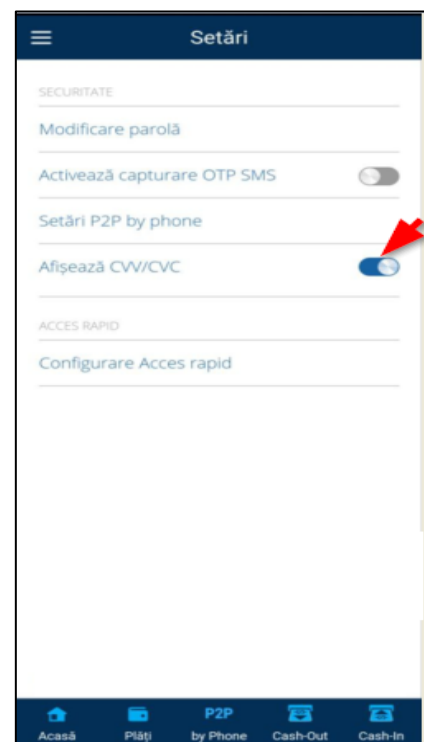 Setări
SECURITATE
Modificare parolă
Activează capturare OTP SMS
Setări P2P by phone
Afișează CVV/CVC
ACCES RAPID
Configurare Acces rapid
P2P
Acasă Plăți by Phone Cash-Out Cash-In